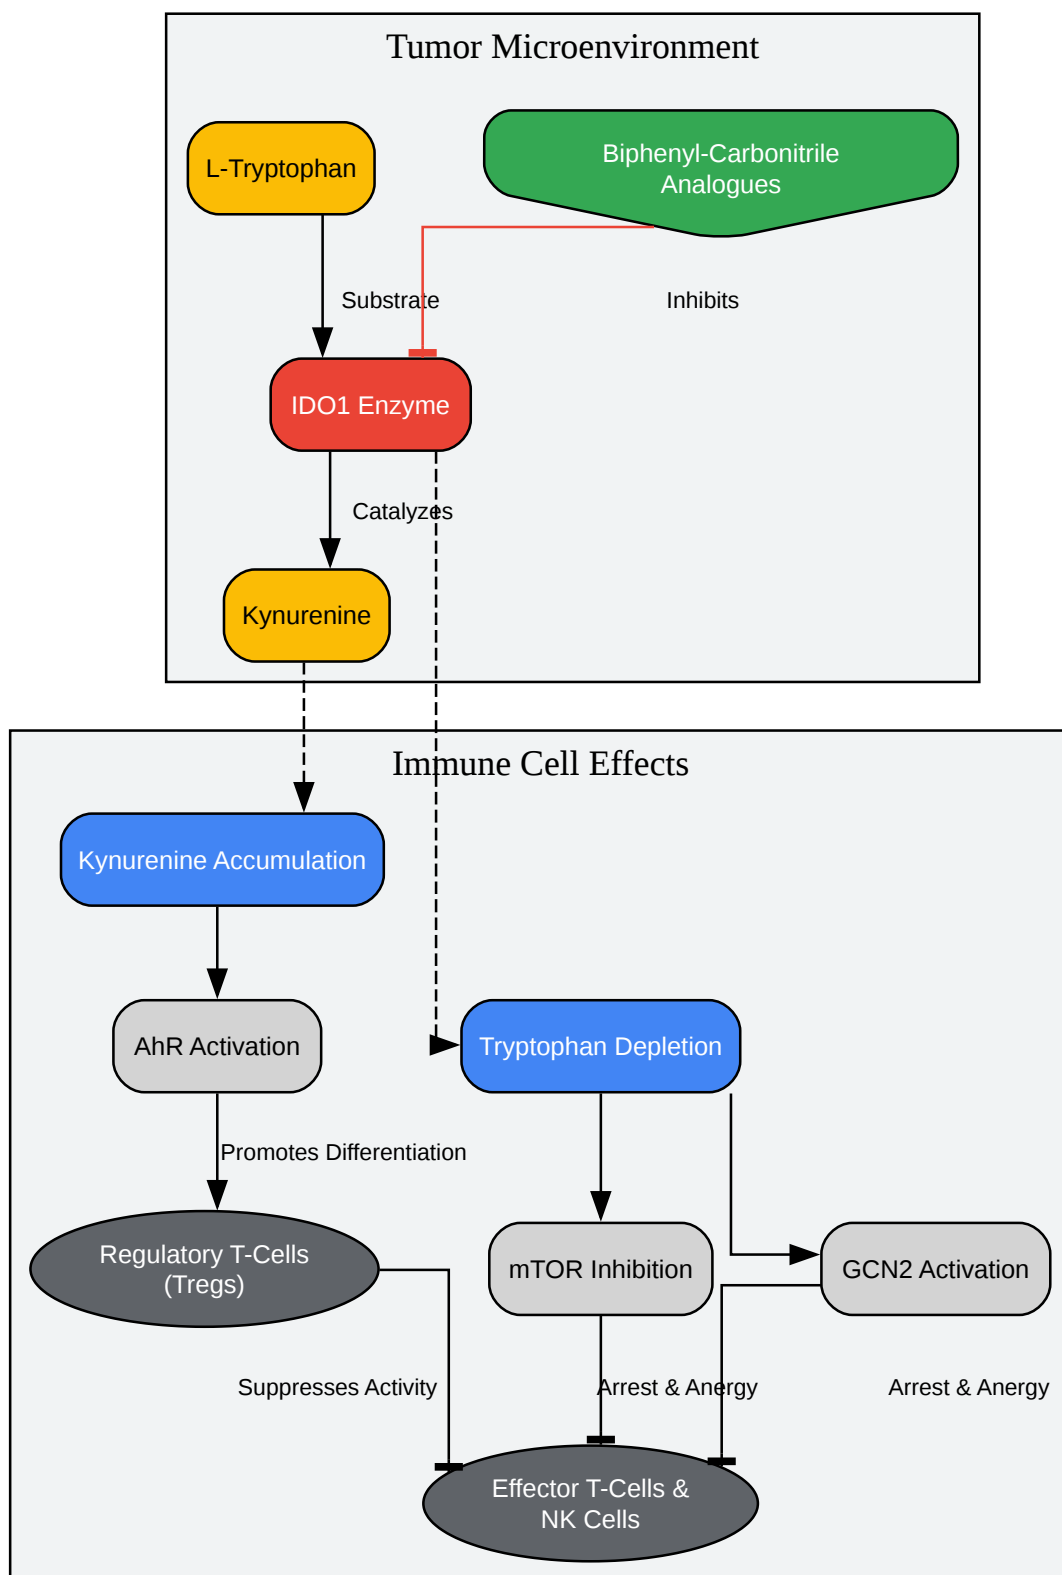 Tumor Microenvironment
L-Tryptophan
Biphenyl-Carbonitrile
Analogues
Substrate
Inhibits
IDO1 Enzyme
Catalyzes
Kynurenine
Immune Cell Effects
Kynurenine Accumulation
AhR Activation
Tryptophan Depletion
Promotes Differentiation
Regulatory T-Cells
(Tregs)
mTOR Inhibition
GCN2 Activation
Suppresses Activity
Arrest & Anergy
Arrest & Anergy
Effector T-Cells &
NK Cells